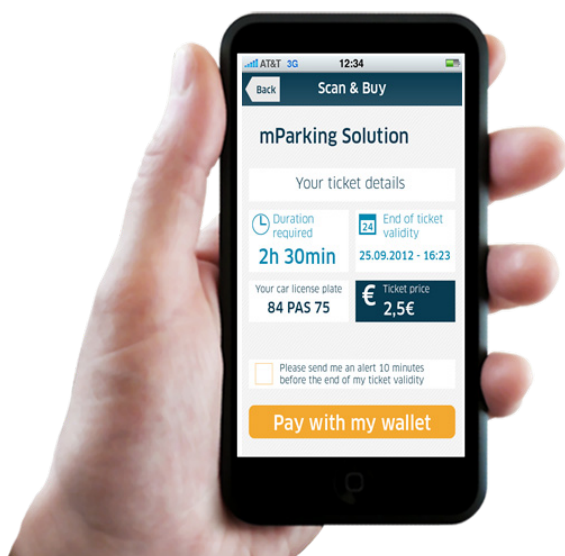 AT&T 3G 12:34
Back Scan & Buy
mParking Solution
Your ticket details
Duration
required
2h 30min
24
End of ticket
validity
25.09.2012 - 16:23
Your car license plate
84 PAS 75
€ Ticket price
2,5€
Please send me an alert 10 minutes
before the end of my ticket validity
Pay with my wallet